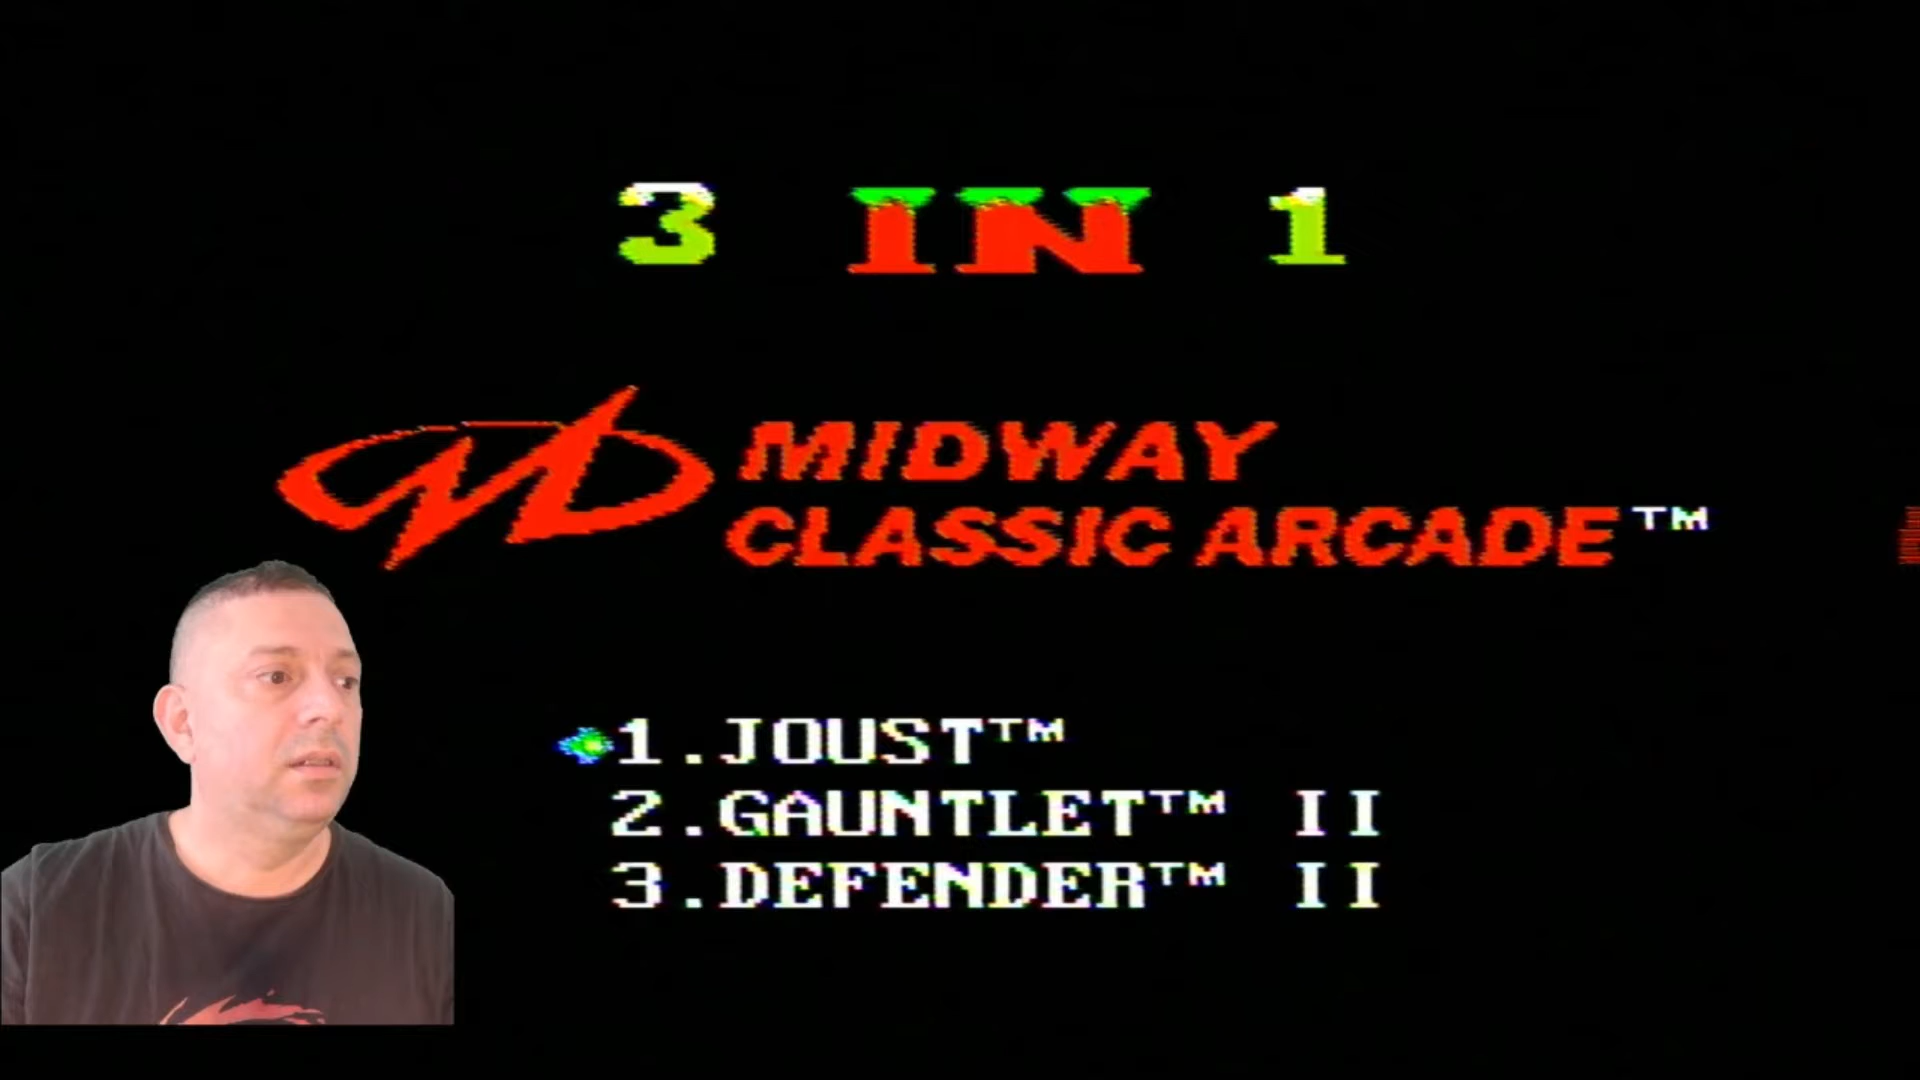 3 IN 1
MIDWAY
CLASSIC ARCADE™
1.JOUST™
2.GAUNTLET™ II
3.DEFENDER™ II